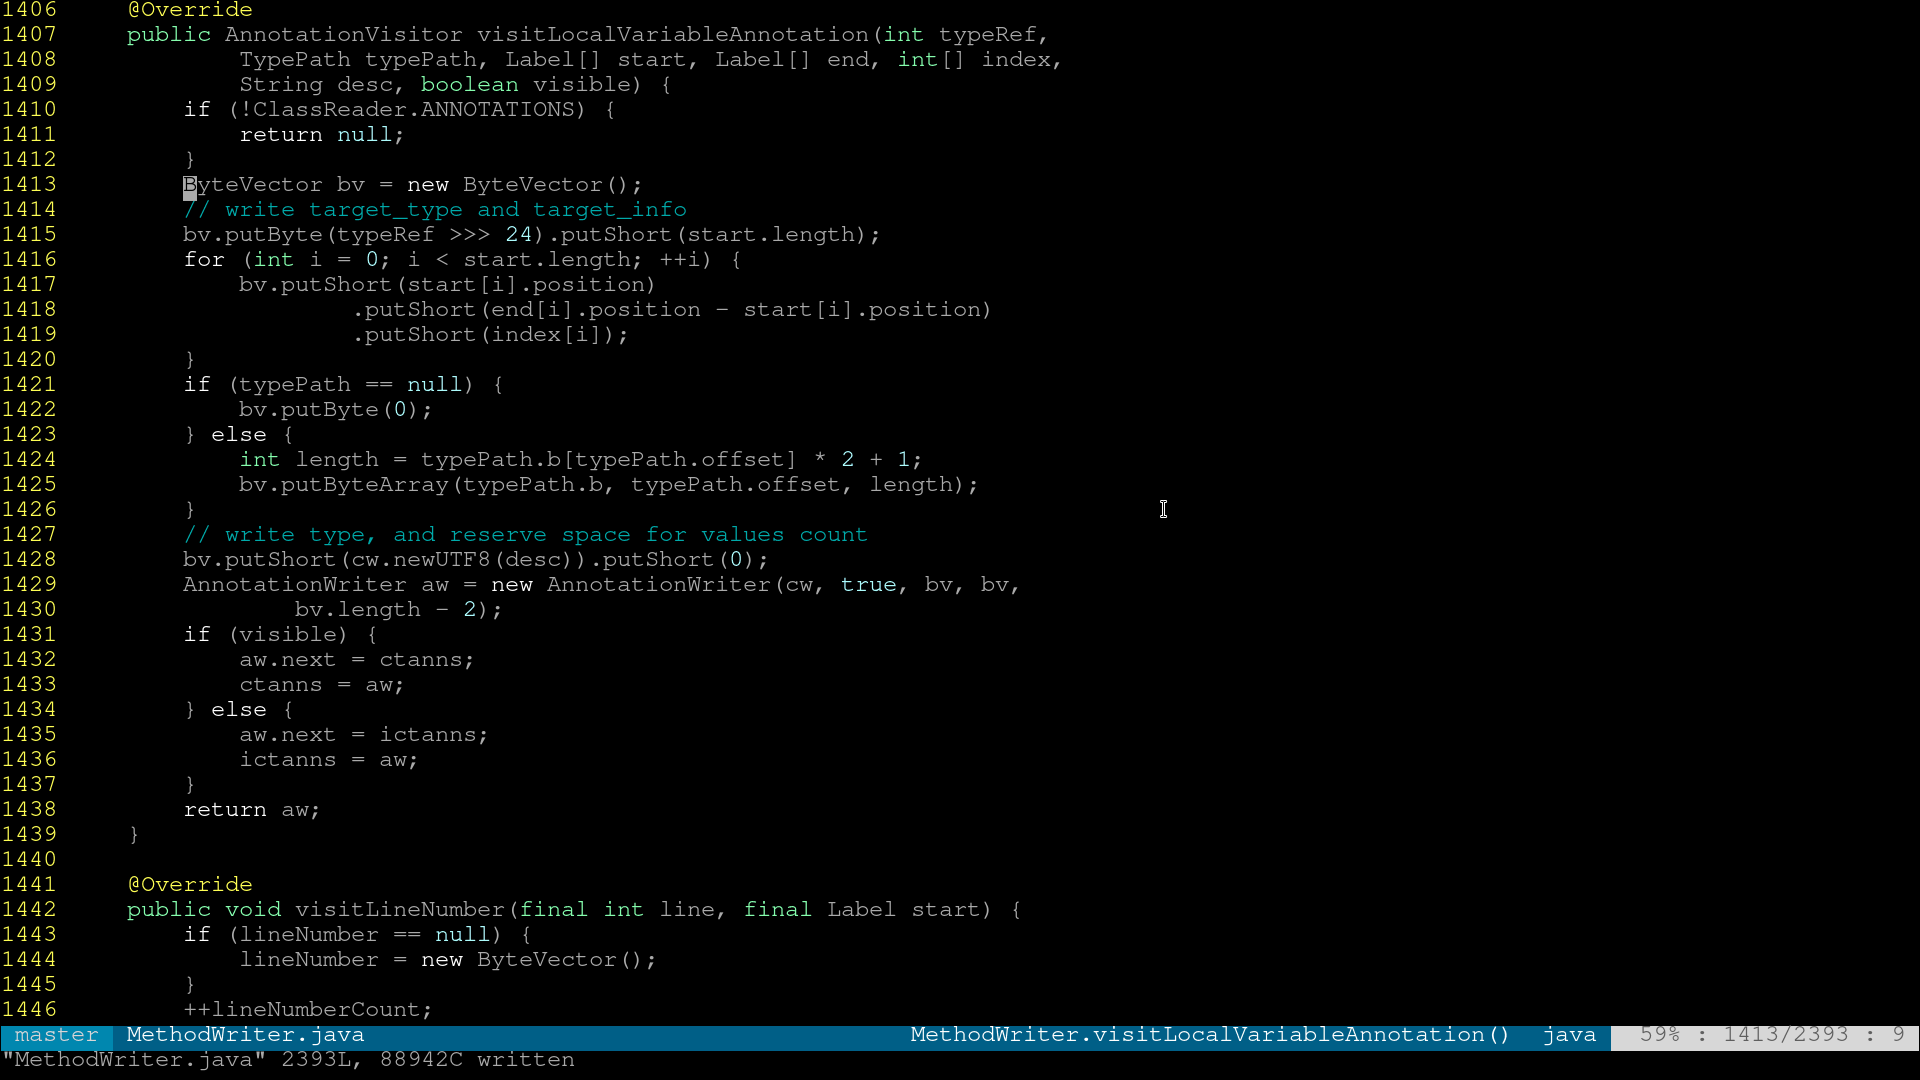 1406     @Override
1407     public AnnotationVisitor visitLocalVariableAnnotation(int typeRef,
1408             TypePath typePath, Label[] start, Label[] end, int[] index,
1409             String desc, boolean visible) {
1410         if (!ClassReader.ANNOTATIONS) {
1411             return null;
1412         }
1413         ByteVector bv = new ByteVector();
1414         // write target_type and target_info
1415         bv.putByte(typeRef >>> 24).putShort(start.length);
1416         for (int i = 0; i < start.length; ++i) {
1417             bv.putShort(start[i].position)
1418                     .putShort(end[i].position - start[i].position)
1419                     .putShort(index[i]);
1420         }
1421         if (typePath == null) {
1422             bv.putByte(0);
1423         } else {
1424             int length = typePath.b[typePath.offset] * 2 + 1;
1425             bv.putByteArray(typePath.b, typePath.offset, length);
1426         }
1427         // write type, and reserve space for values count
1428         bv.putShort(cw.newUTF8(desc)).putShort(0);
1429         AnnotationWriter aw = new AnnotationWriter(cw, true, bv, bv,
1430                 bv.length - 2);
1431         if (visible) {
1432             aw.next = ctanns;
1433             ctanns = aw;
1434         } else {
1435             aw.next = ictanns;
1436             ictanns = aw;
1437         }
1438         return aw;
1439     }
1440
1441     @Override
1442     public void visitLineNumber(final int line, final Label start) {
1443         if (lineNumber == null) {
1444             lineNumber = new ByteVector();
1445         }
1446         ++lineNumberCount;
master  MethodWriter.java  MethodWriter.visitLocalVariableAnnotation()  java  59% : 1413/2393 : 9
"MethodWriter.java" 2393L, 88942C written